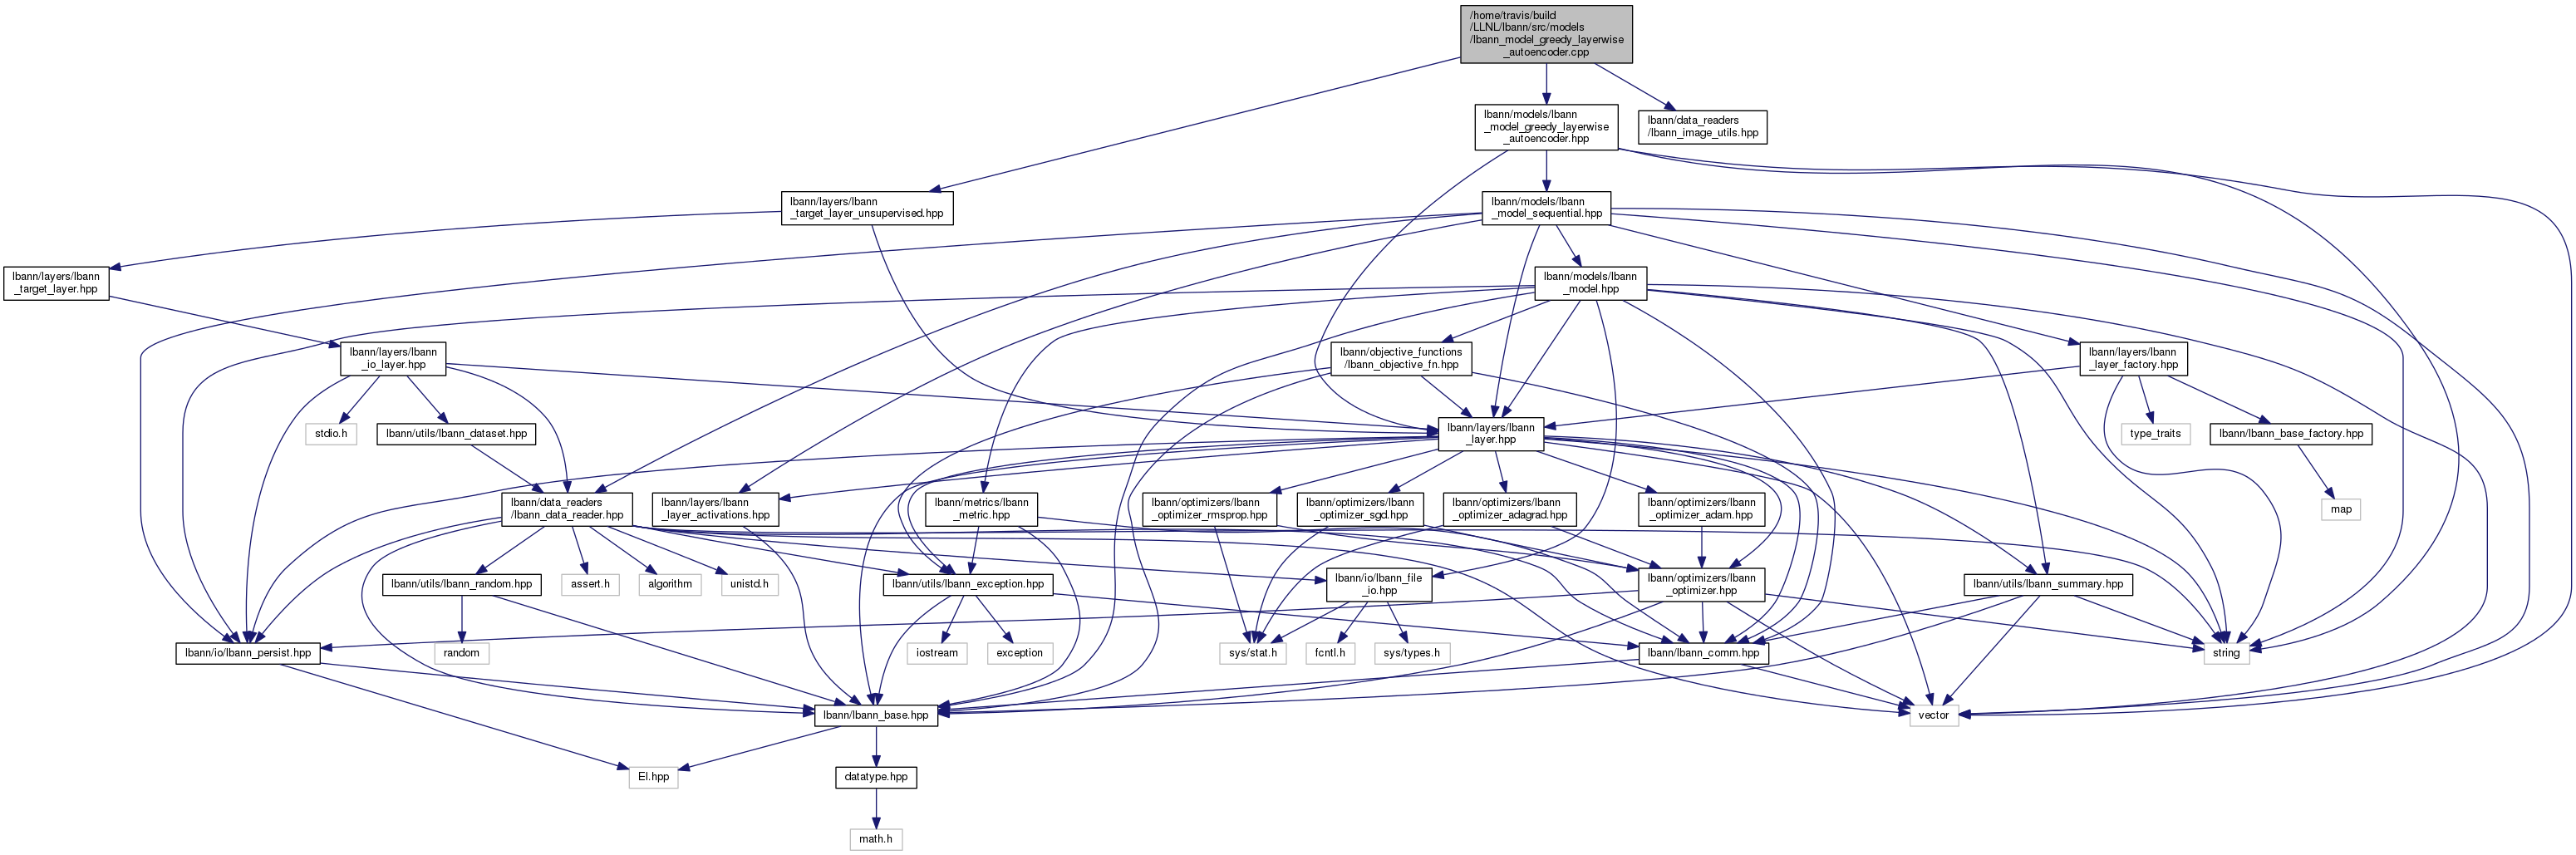 /home/travis/build
/LLNL/lbann/src/models
/lbann_model_greedy_layerwise
_autoencoder.cpp
lbann/models/lbann
_model_greedy_layerwise
_autoencoder.hpp
lbann/data_readers
/lbann_image_utils.hpp
lbann/layers/lbann
_target_layer_unsupervised.hpp
lbann/models/lbann
_model_sequential.hpp
lbann/layers/lbann
_target_layer.hpp
lbann/models/lbann
_model.hpp
lbann/layers/lbann
_io_layer.hpp
lbann/objective_functions
/lbann_objective_fn.hpp
lbann/layers/lbann
_layer_factory.hpp
stdio.h
lbann/utils/lbann_dataset.hpp
lbann/layers/lbann
_layer.hpp
type_traits
lbann/lbann_base_factory.hpp
lbann/data_readers
/lbann_data_reader.hpp
lbann/layers/lbann
_layer_activations.hpp
lbann/metrics/lbann
_metric.hpp
lbann/optimizers/lbann
_optimizer_rmsprop.hpp
lbann/optimizers/lbann
_optimizer_sgd.hpp
lbann/optimizers/lbann
_optimizer_adagrad.hpp
lbann/optimizers/lbann
_optimizer_adam.hpp
map
lbann/utils/lbann_random.hpp
assert.h
algorithm
unistd.h
lbann/utils/lbann_exception.hpp
lbann/io/lbann_file
_io.hpp
lbann/optimizers/lbann
_optimizer.hpp
lbann/utils/lbann_summary.hpp
lbann/io/lbann_persist.hpp
random
iostream
exception
sys/stat.h
fcntl.h
sys/types.h
lbann/lbann_comm.hpp
string
lbann/lbann_base.hpp
vector
El.hpp
datatype.hpp
math.h